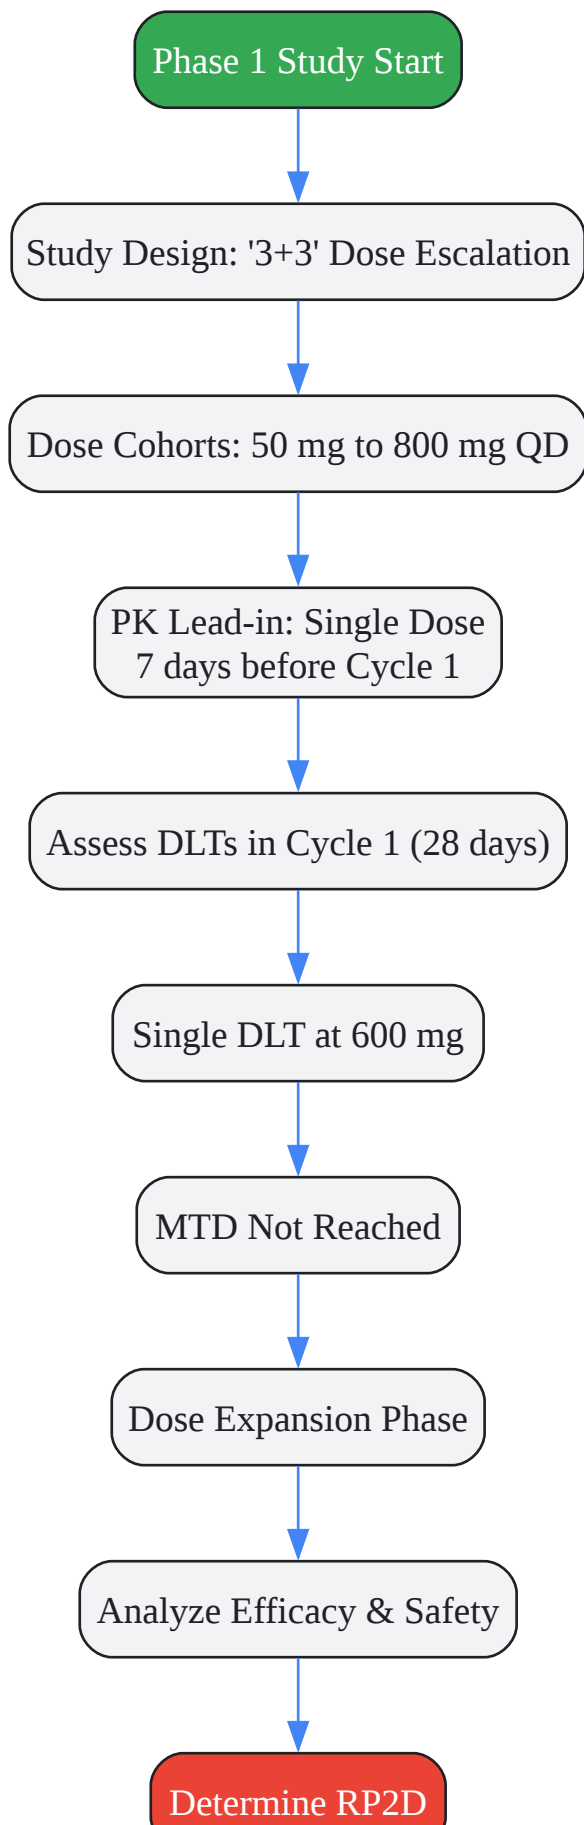 Phase 1 Study Start
Study Design: '3+3' Dose Escalation
Dose Cohorts: 50 mg to 800 mg QD
PK Lead-in: Single Dose
7 days before Cycle 1
Assess DLTs in Cycle 1 (28 days)
Single DLT at 600 mg
MTD Not Reached
Dose Expansion Phase
Analyze Efficacy & Safety
Determine RP2D